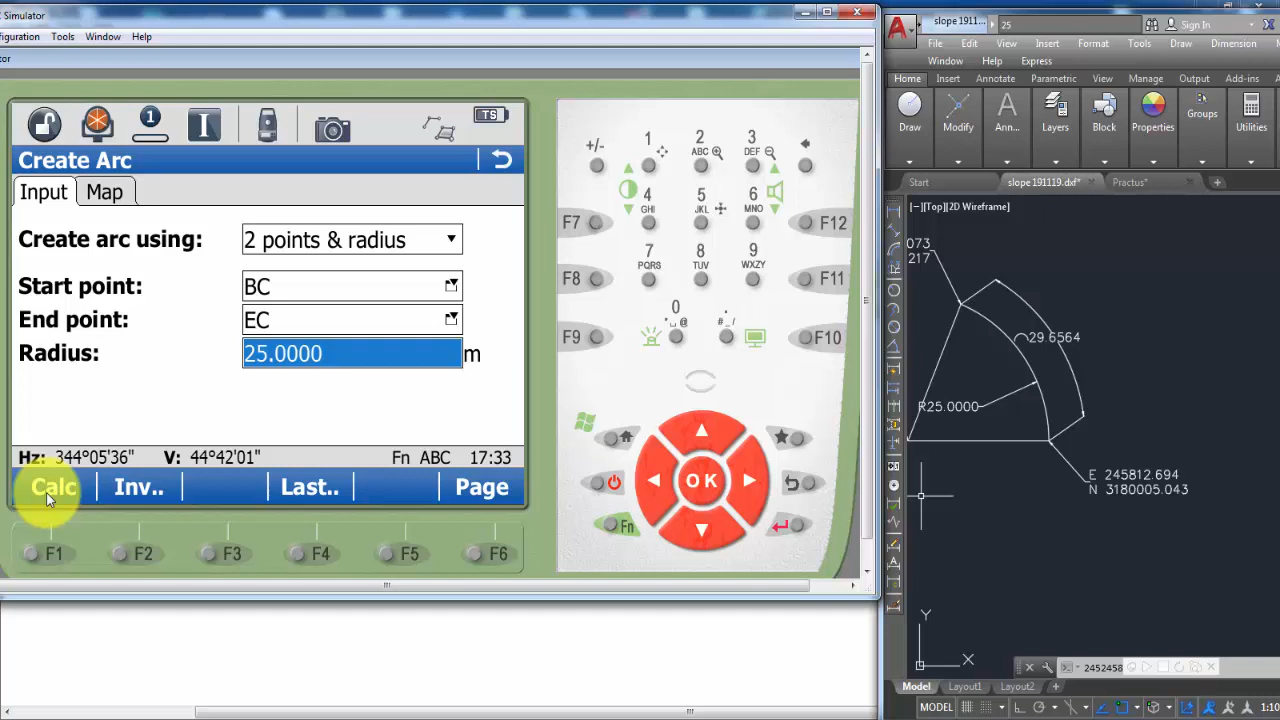 Simulator
figuration Tools Window Help
tor
TS
1
Create Arc
Input Map
Create arc using: 2 points & radius
Start point: BC
End point: EC
Radius: 25.0000 m
Hz: 344°05'36" V: 44°42'01" Fn ABC 17:33
Calc Inv.. Last.. Page
F1 F2 F3 F4 F5 F6
+/- 1 2 3
ABC DEF
F7 4 5 6 F12
GHI JKL MNO
F8 7 8 9 F11
PQRS TUV WXYZ
0 .
*␣@ #_/
F9 F10
OK
Fn
slope 1911... 25 Sign In
File Edit View Insert Format Tools Draw Dimension
Window Help Express
Home Insert Annotate Parametric View Manage Output Add-ins
Draw Modify Ann... Layers Block Properties Groups Utilities
Start slope 191119.dxf* Practus*
[−][Top][2D Wireframe]
073
217
29.6564
R25.0000
E 245812.694
N 3180005.043
Y
X
2452458
Model Layout1 Layout2 +
MODEL 1:10